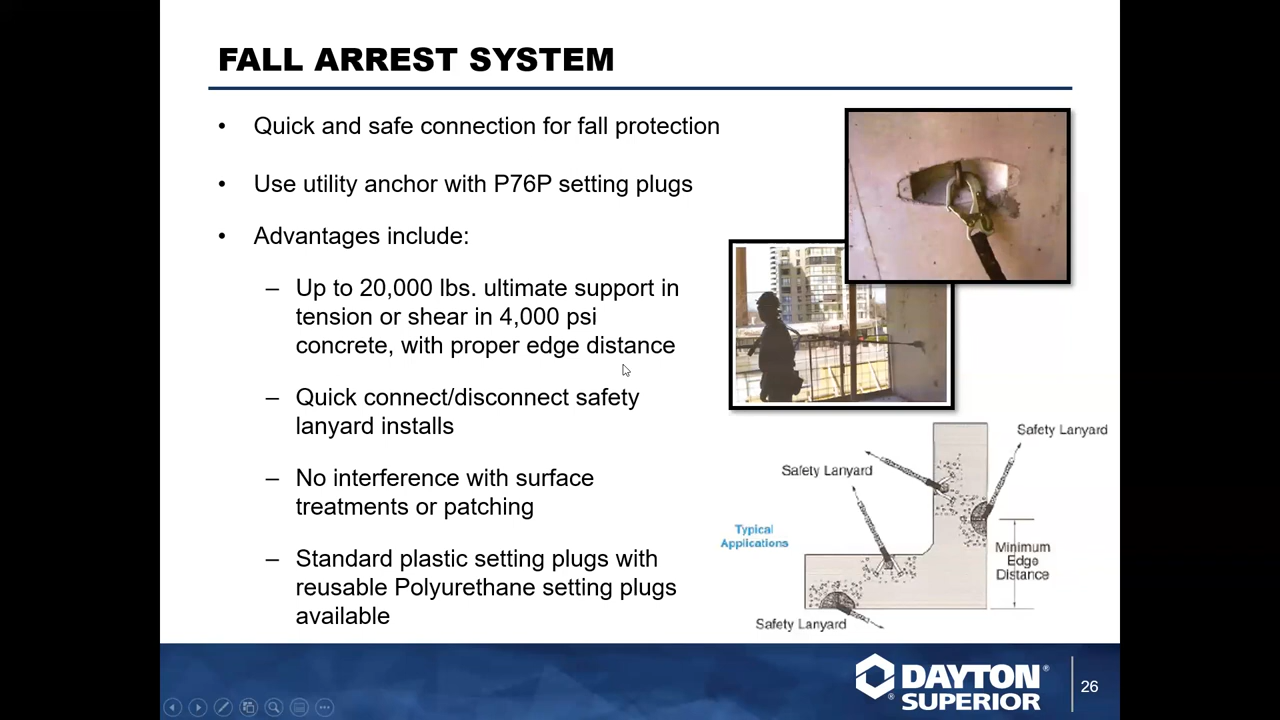 FALL ARREST SYSTEM
• Quick and safe connection for fall protection
• Use utility anchor with P76P setting plugs
• Advantages include:
– Up to 20,000 lbs. ultimate support in
tension or shear in 4,000 psi
concrete, with proper edge distance
– Quick connect/disconnect safety
lanyard installs
– No interference with surface
treatments or patching
– Standard plastic setting plugs with
reusable Polyurethane setting plugs
available
Safety Lanyard
Safety Lanyard
Typical
Applications
Minimum
Edge
Distance
Safety Lanyard
DAYTON®
®SUPERIOR
26